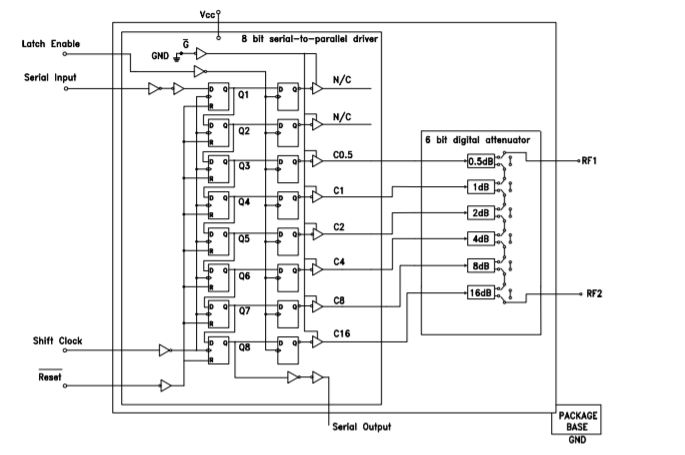 Vcc
Latch Enable
G̅
8 bit serial-to-parallel driver
GND
Serial Input
N/C
D Q
Q1
D Q
N/C
D Q
Q2
R
D Q
C0.5
6 bit digital attenuator
D Q
Q3
R
D Q
0.5dB
RF1
C1
1dB
D Q
Q4
R
D Q
C2
2dB
D Q
Q5
R
D Q
C4
4dB
D Q
Q6
R
D Q
8dB
C8
16dB
RF2
D Q
Q7
R
D Q
C16
Shift Clock
D Q
Q8
R
D Q
R
Reset
Serial Output
PACKAGE
BASE
GND